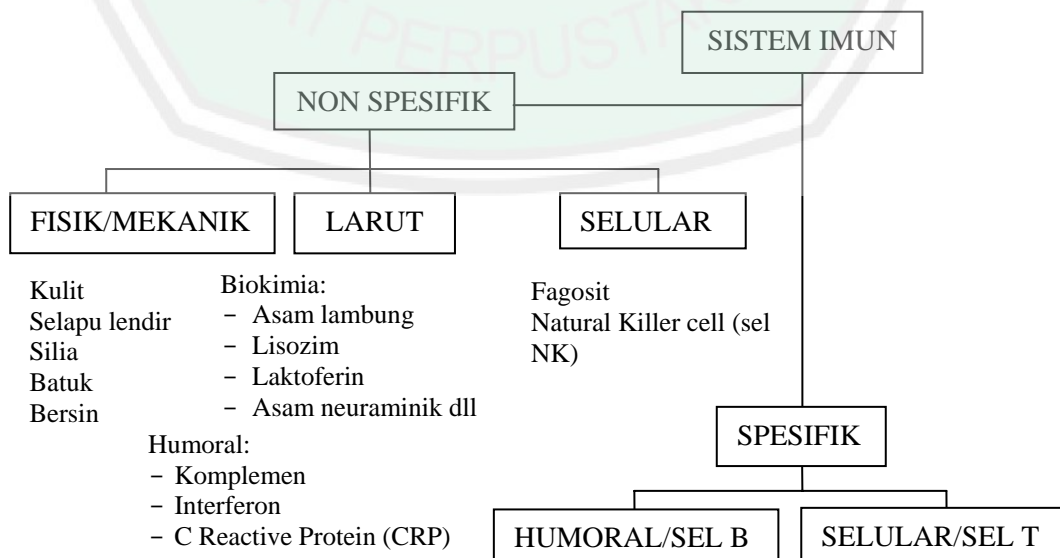 AT PERPUSTAK
SISTEM IMUN
NON SPESIFIK
FISIK/MEKANIK
LARUT
SELULAR
Kulit
Selapu lendir
Silia
Batuk
Bersin
Biokimia:
− Asam lambung
− Lisozim
− Laktoferin
− Asam neuraminik dll
Humoral:
− Komplemen
− Interferon
− C Reactive Protein (CRP)
Fagosit
Natural Killer cell (sel
NK)
SPESIFIK
HUMORAL/SEL B
SELULAR/SEL T